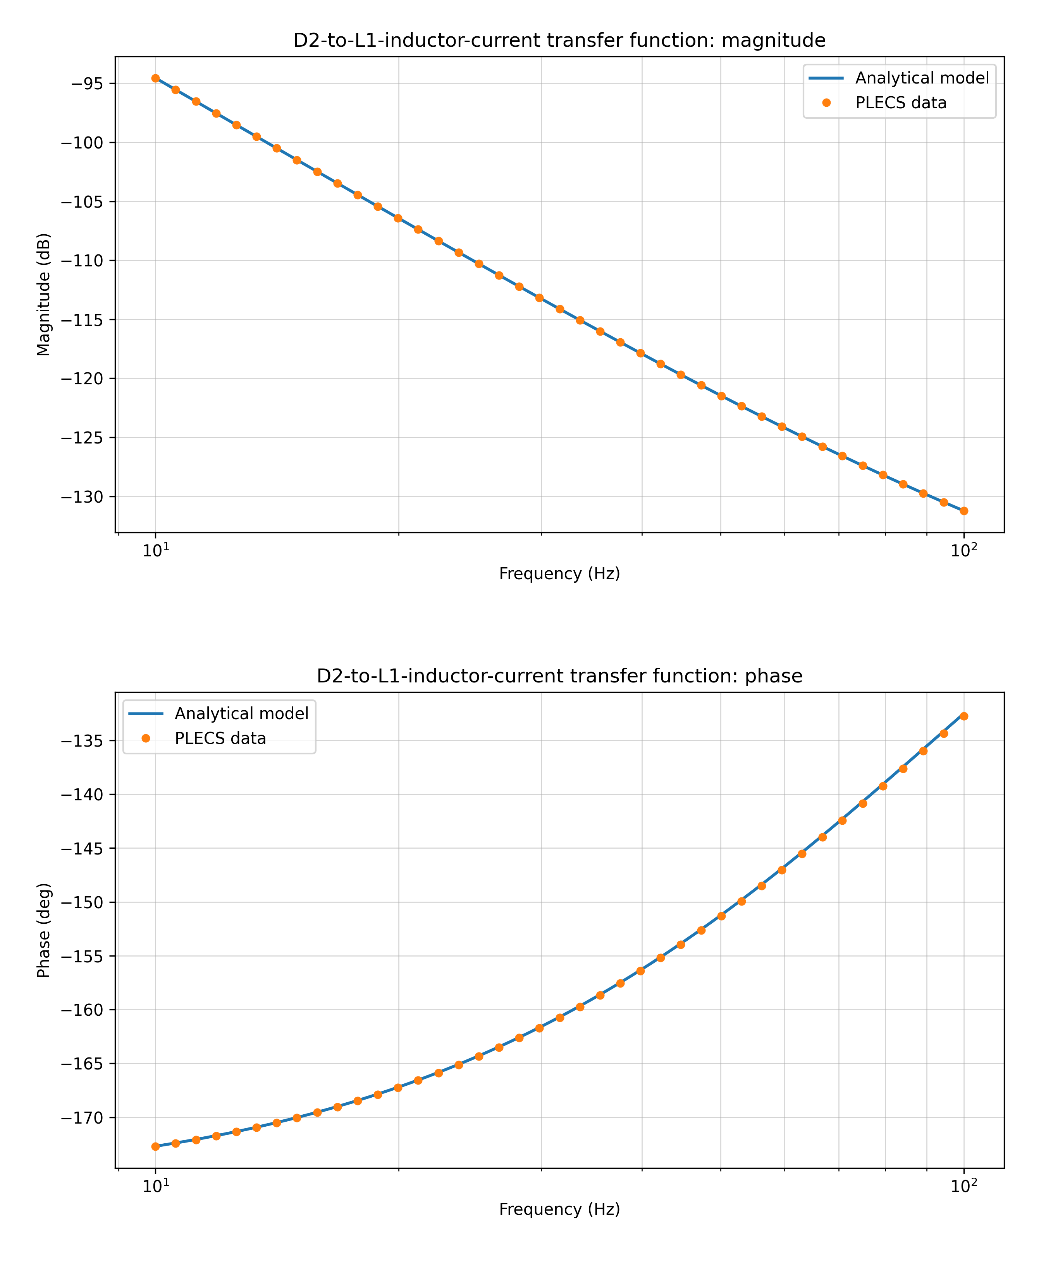 D2-to-L1-inductor-current transfer function: magnitude
Analytical model
PLECS data
Magnitude (dB)
−95
−100
−105
−110
−115
−120
−125
−130
10¹
10²
Frequency (Hz)
D2-to-L1-inductor-current transfer function: phase
Analytical model
PLECS data
Phase (deg)
−135
−140
−145
−150
−155
−160
−165
−170
10¹
10²
Frequency (Hz)